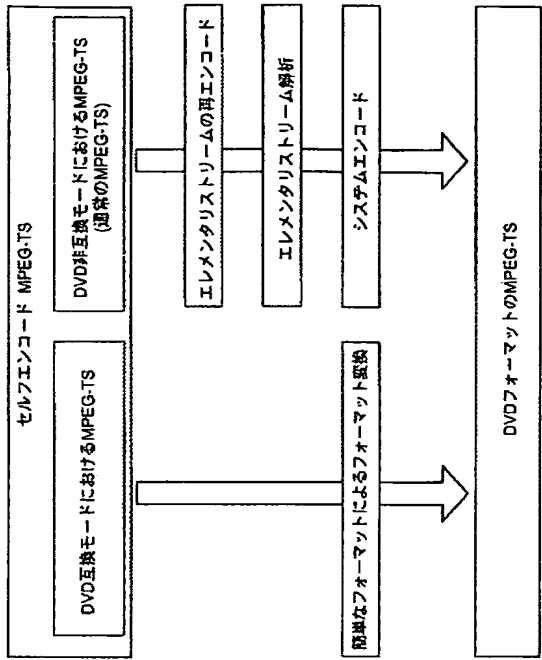 セルフエンコード MPEG-TS
DVD互換モードにおけるMPEG-TS
DVD非互換モードにおけるMPEG-TS
(通常のMPEG-TS)
エレメンタリストリームの再エンコード
エレメンタリストリーム解析
簡単なフォーマットによるフォーマット変換
システムエンコード
DVDフォーマットのMPEG-TS